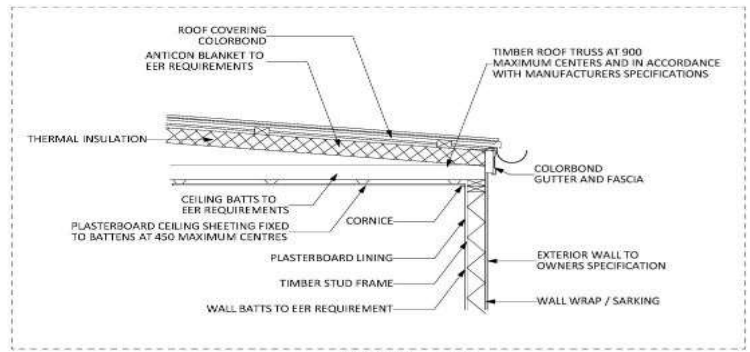 ROOF COVERING
COLORBOND
ANTICON BLANKET TO
EER REQUIREMENTS
TIMBER ROOF TRUSS AT 900
MAXIMUM CENTERS AND IN ACCORDANCE
WITH MANUFACTURERS SPECIFICATIONS
THERMAL INSULATION
COLORBOND
GUTTER AND FASCIA
CEILING BATTS TO
EER REQUIREMENTS
PLASTERBOARD CEILING SHEETING FIXED
TO BATTENS AT 450 MAXIMUM CENTRES
CORNICE
PLASTERBOARD LINING
EXTERIOR WALL TO
OWNERS SPECIFICATION
TIMBER STUD FRAME
WALL BATTS TO EER REQUIREMENT
WALL WRAP / SARKING